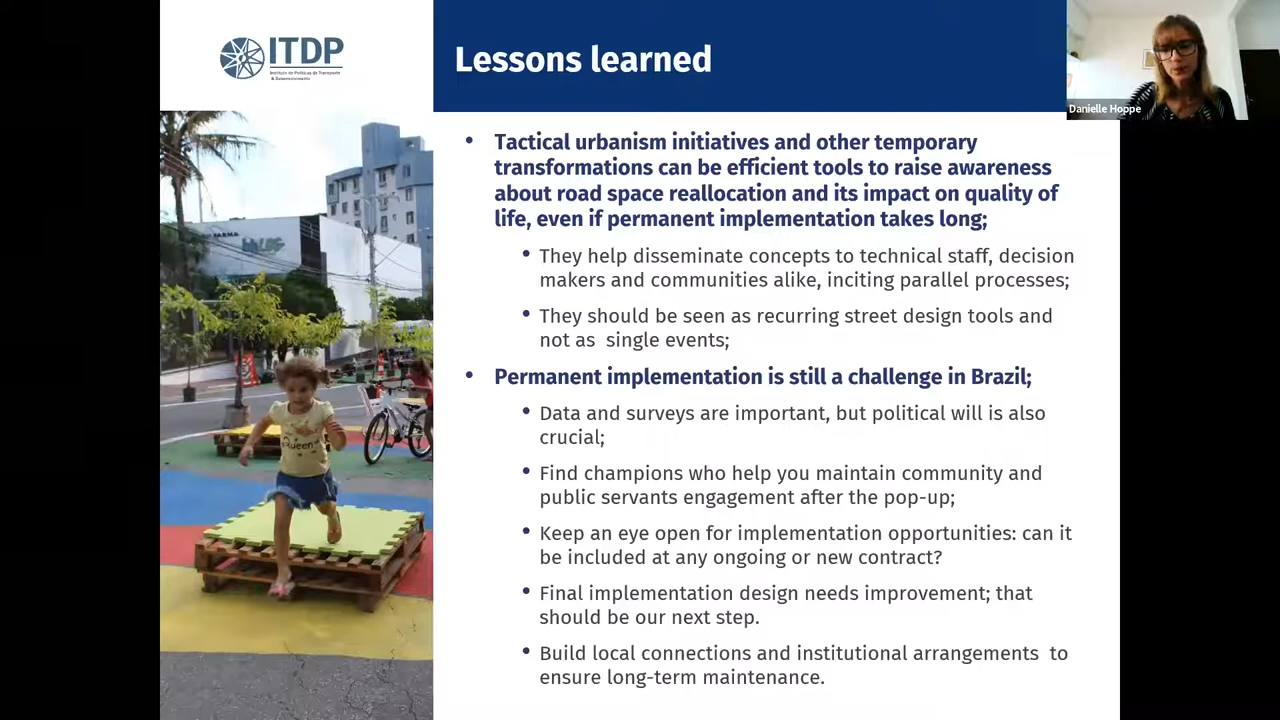 ITDP
Instituto de Políticas de Transporte
& Desenvolvimento
Lessons learned
Danielle Hoppe
• Tactical urbanism initiatives and other temporary
transformations can be efficient tools to raise awareness
about road space reallocation and its impact on quality of
life, even if permanent implementation takes long;
• They help disseminate concepts to technical staff, decision
makers and communities alike, inciting parallel processes;
• They should be seen as recurring street design tools and
not as single events;
• Permanent implementation is still a challenge in Brazil;
• Data and surveys are important, but political will is also
crucial;
• Find champions who help you maintain community and
public servants engagement after the pop-up;
• Keep an eye open for implementation opportunities: can it
be included at any ongoing or new contract?
• Final implementation design needs improvement; that
should be our next step.
• Build local connections and institutional arrangements to
ensure long-term maintenance.
Queen